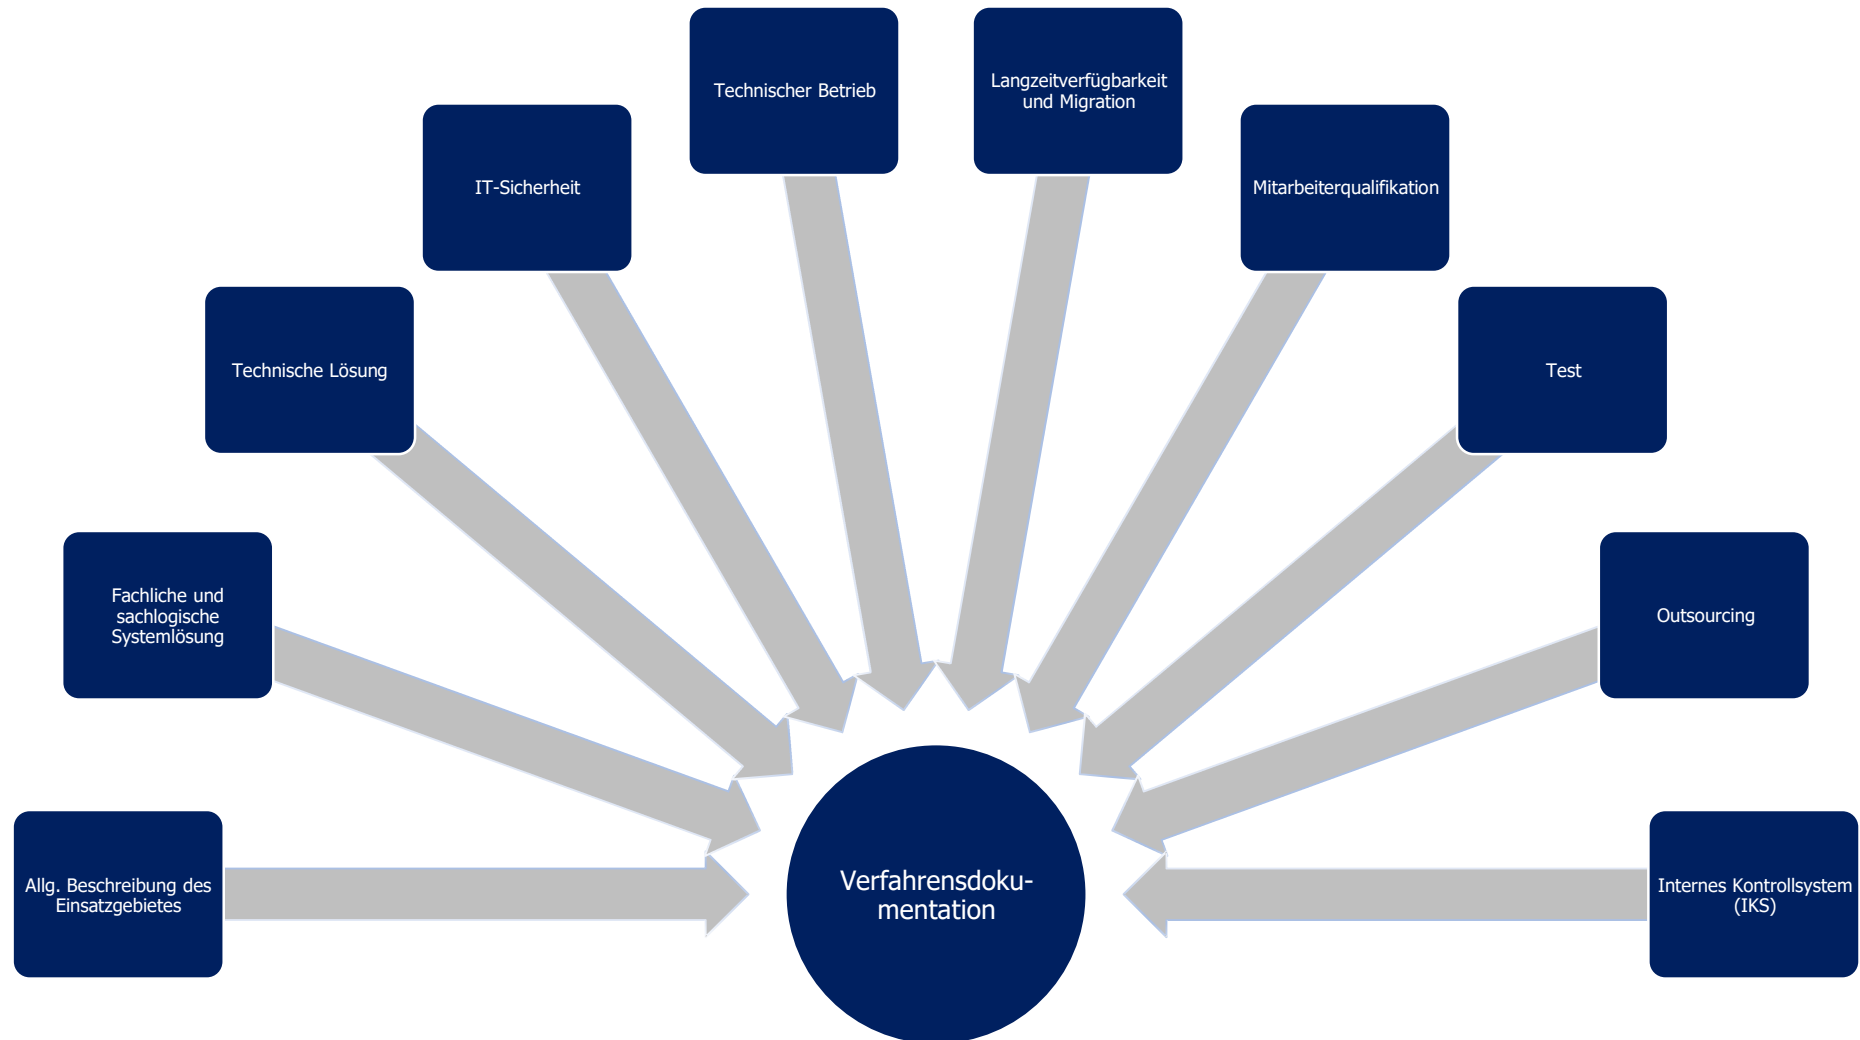 Technischer Betrieb
Langzeitverfügbarkeit
und Migration
IT-Sicherheit
Mitarbeiterqualifikation
Technische Lösung
Test
Fachliche und
sachlogische
Systemlösung
Outsourcing
Allg. Beschreibung des
Einsatzgebietes
Verfahrensdoku-
mentation
Internes Kontrollsystem
(IKS)